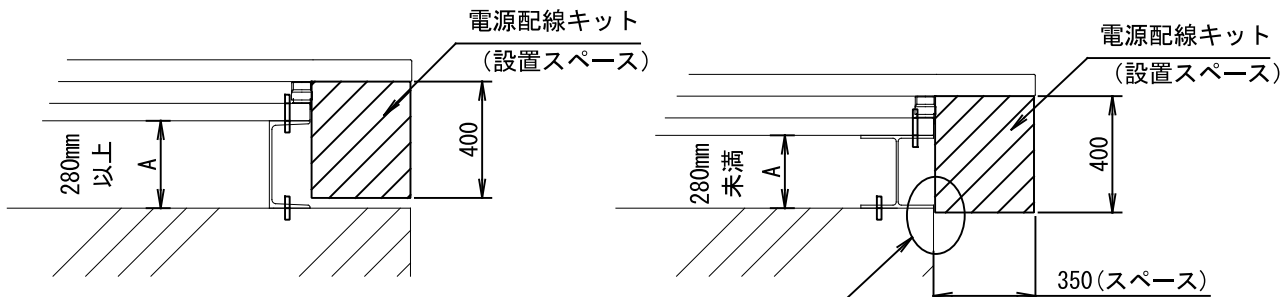 電源配線キット
(設置スペース)
280mm
以上
A
400
電源配線キット
(設置スペース)
280mm
未満
A
400
350(スペース)